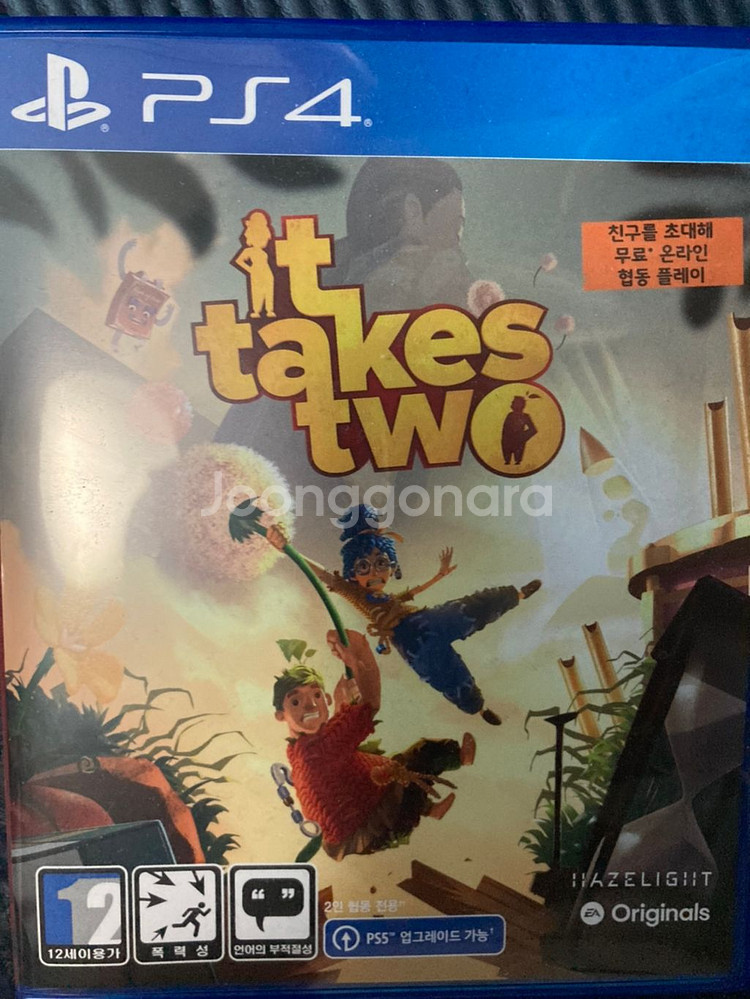 PS4
친구를 초대해
무료* 온라인
협동 플레이
it
takes
two
Joonggonara
HAZELIGHT
EA Originals
12
12세이용가
폭력성
“ ”
언어의 부적절성
2인 협동 전용**
PS5™ 업그레이드 가능†